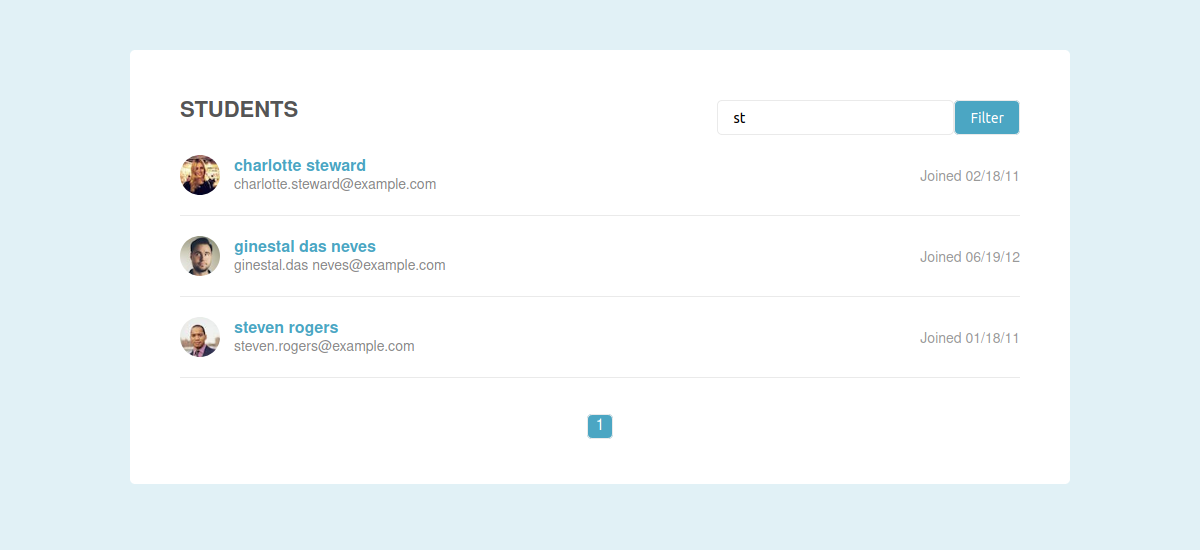 STUDENTS
st
Filter
charlotte steward
charlotte.steward@example.com
Joined 02/18/11
ginestal das neves
ginestal.das neves@example.com
Joined 06/19/12
steven rogers
steven.rogers@example.com
Joined 01/18/11
1